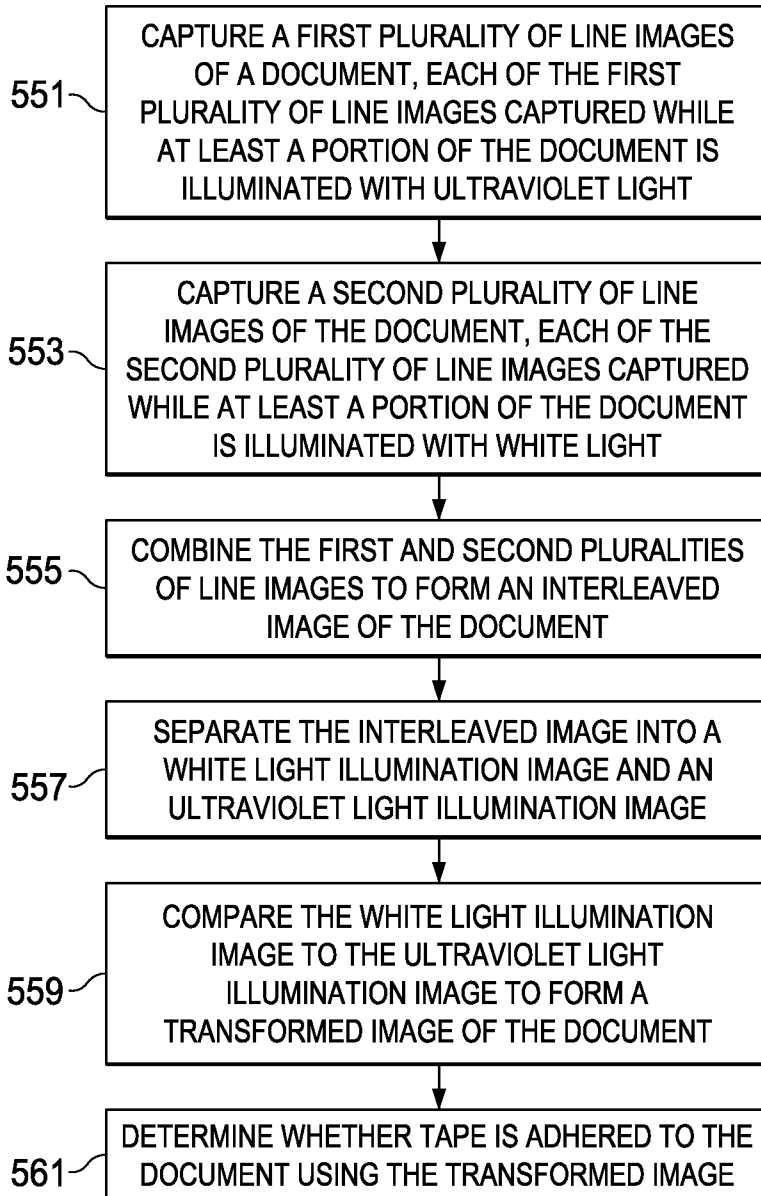 551
CAPTURE A FIRST PLURALITY OF LINE IMAGES
OF A DOCUMENT, EACH OF THE FIRST
PLURALITY OF LINE IMAGES CAPTURED WHILE
AT LEAST A PORTION OF THE DOCUMENT IS
ILLUMINATED WITH ULTRAVIOLET LIGHT
553
CAPTURE A SECOND PLURALITY OF LINE
IMAGES OF THE DOCUMENT, EACH OF THE
SECOND PLURALITY OF LINE IMAGES CAPTURED
WHILE AT LEAST A PORTION OF THE DOCUMENT
IS ILLUMINATED WITH WHITE LIGHT
555
COMBINE THE FIRST AND SECOND PLURALITIES
OF LINE IMAGES TO FORM AN INTERLEAVED
IMAGE OF THE DOCUMENT
557
SEPARATE THE INTERLEAVED IMAGE INTO A
WHITE LIGHT ILLUMINATION IMAGE AND AN
ULTRAVIOLET LIGHT ILLUMINATION IMAGE
559
COMPARE THE WHITE LIGHT ILLUMINATION
IMAGE TO THE ULTRAVIOLET LIGHT
ILLUMINATION IMAGE TO FORM A
TRANSFORMED IMAGE OF THE DOCUMENT
561
DETERMINE WHETHER TAPE IS ADHERED TO THE
DOCUMENT USING THE TRANSFORMED IMAGE